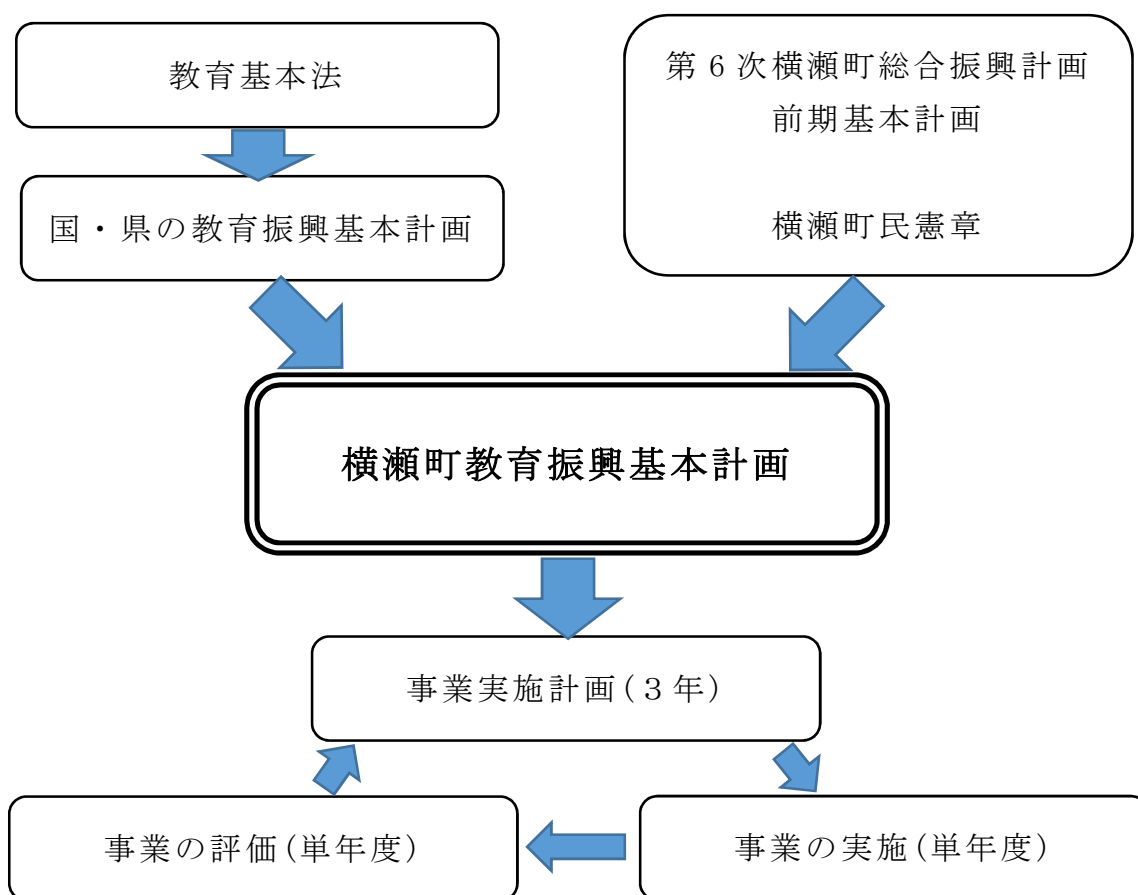 教育基本法
国・県の教育振興基本計画
第６次横瀬町総合振興計画
前期基本計画
横瀬町民憲章
横瀬町教育振興基本計画
事業実施計画(３年)
事業の評価(単年度)
事業の実施(単年度)